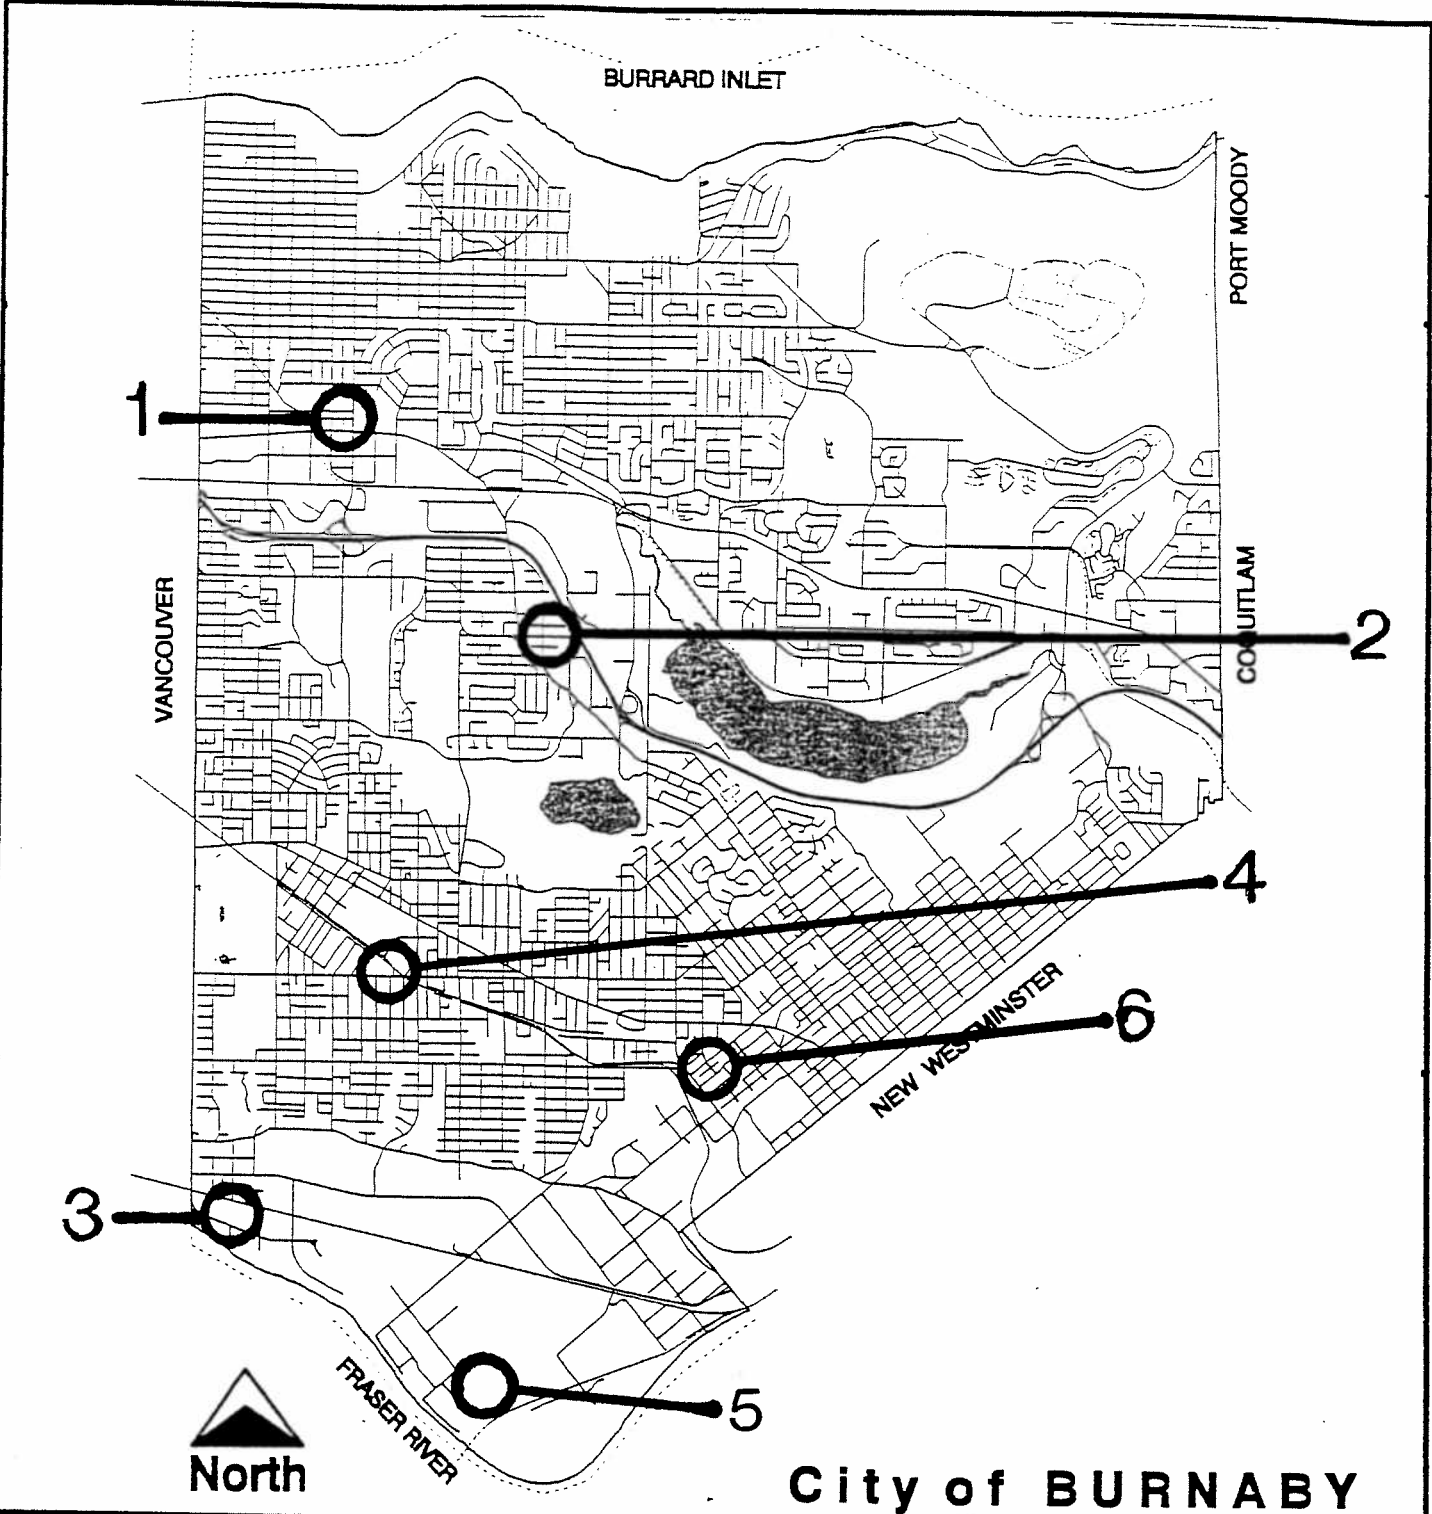 BURRARD INLET
PORT MOODY
1
VANCOUVER
COQUITLAM
2
4
NEW WESTMINSTER
6
3
5
FRASER RIVER
North
City of BURNABY